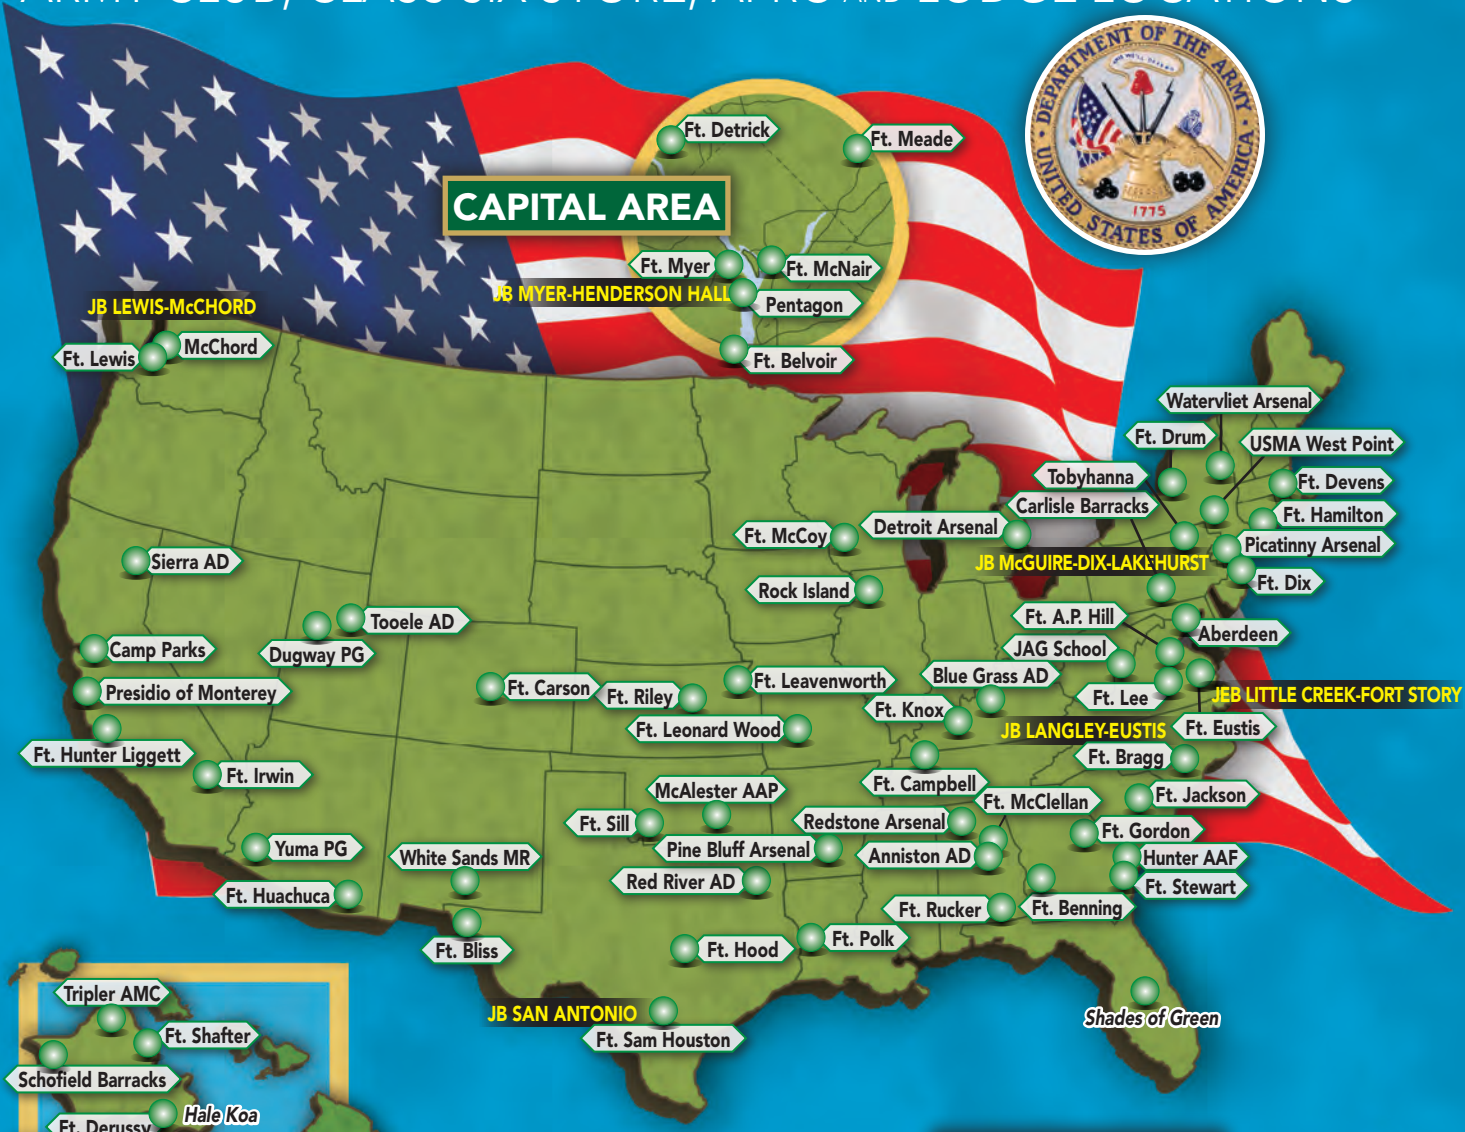 ARMY CLUB, CLASS SIX STORE, AFRC AND LODGE LOCATIONS
DEPARTMENT OF THE ARMY
UNITED STATES OF AMERICA
1775
CAPITAL AREA
Ft. Detrick
Ft. Meade
Ft. Myer
Ft. McNair
JB MYER-HENDERSON HALL
Pentagon
Ft. Belvoir
JB LEWIS-McCHORD
McChord
Ft. Lewis
Watervliet Arsenal
Ft. Drum
USMA West Point
Tobyhanna
Ft. Devens
Carlisle Barracks
Ft. Hamilton
Detroit Arsenal
Ft. McCoy
Picatinny Arsenal
JB McGUIRE-DIX-LAKEHURST
Ft. Dix
Sierra AD
Rock Island
Ft. A.P. Hill
Tooele AD
Aberdeen
Camp Parks
Dugway PG
JAG School
Blue Grass AD
Ft. Leavenworth
Presidio of Monterey
Ft. Carson
Ft. Riley
Ft. Lee
JEB LITTLE CREEK-FORT STORY
Ft. Knox
Ft. Leonard Wood
JB LANGLEY-EUSTIS
Ft. Eustis
Ft. Hunter Liggett
Ft. Bragg
Ft. Irwin
Ft. Campbell
McAlester AAP
Ft. McClellan
Ft. Jackson
Ft. Sill
Redstone Arsenal
Ft. Gordon
Yuma PG
Pine Bluff Arsenal
Anniston AD
Hunter AAF
White Sands MR
Red River AD
Ft. Stewart
Ft. Huachuca
Ft. Rucker
Ft. Benning
Ft. Bliss
Ft. Hood
Ft. Polk
Tripler AMC
JB SAN ANTONIO
Shades of Green
Ft. Shafter
Ft. Sam Houston
Schofield Barracks
Hale Koa
Ft. Derussy